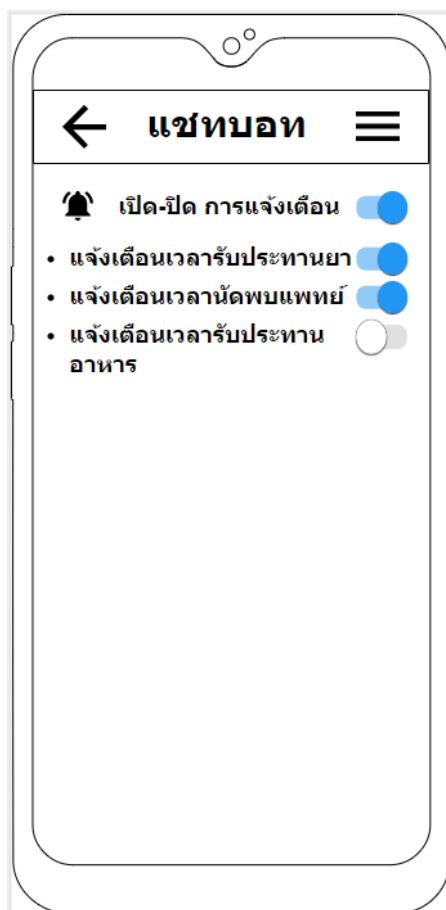 แชทบอท
เปิด-ปิด การแจ้งเตือน
• แจ้งเตือนเวลารับประทานยา
• แจ้งเตือนเวลานัดพบแพทย์
• แจ้งเตือนเวลารับประทาน
อาหาร